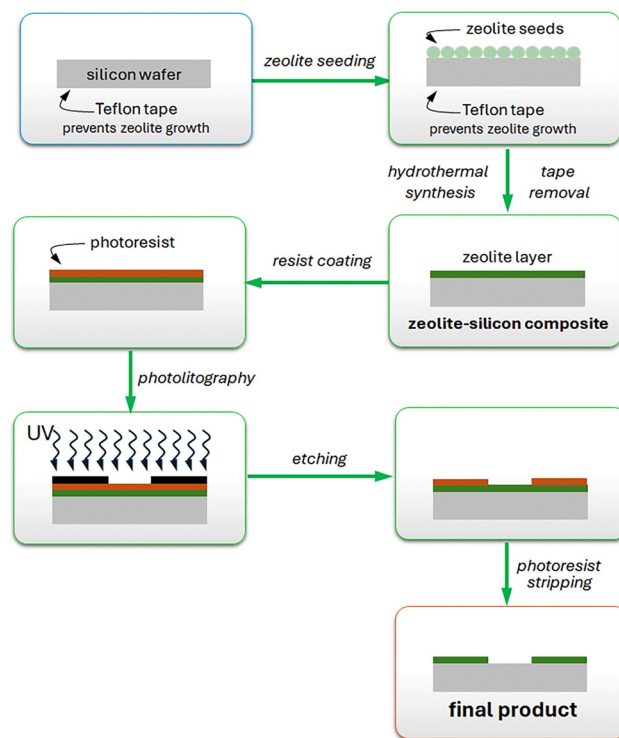 silicon wafer
Teflon tape
prevents zeolite growth
zeolite seeding
zeolite seeds
Teflon tape
prevents zeolite growth
hydrothermal
synthesis
tape
removal
zeolite layer
zeolite-silicon composite
resist coating
photoresist
photolitography
UV
etching
photoresist
stripping
final product